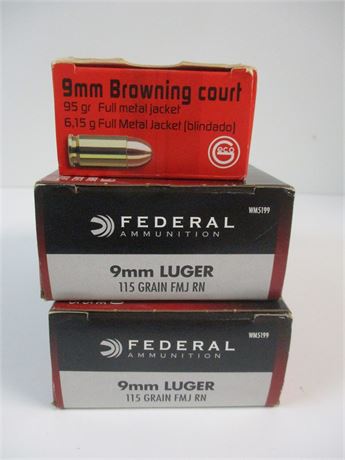 9mm Browning court
95 gr Full metal jacket
6,15 g Full Metal Jacket (blindado)
GECO
FEDERAL
AMMUNITION
WM5199
9mm LUGER
115 GRAIN FMJ RN
FEDERAL
AMMUNITION
WM5199
9mm LUGER
115 GRAIN FMJ RN